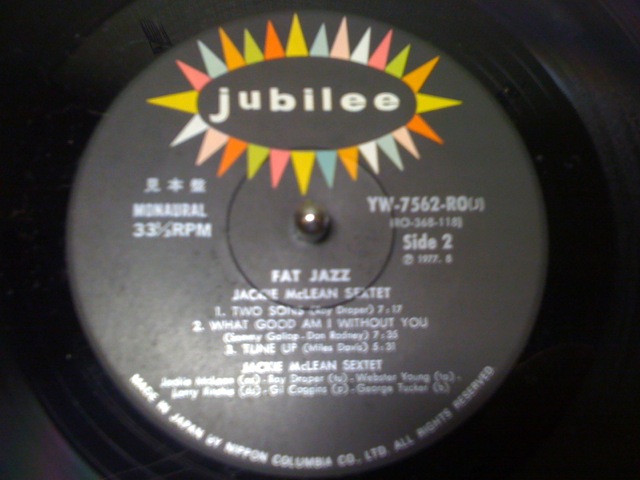 jubilee
見本盤
MONAURAL
33⅓RPM
YW-7562-RO(J)
(RO-368-118)
Side 2
Ⓟ 1977. 8
FAT JAZZ
JACKIE McLEAN SEXTET
1. TWO SONS (Ray Draper) 7:17
2. WHAT GOOD AM I WITHOUT YOU
(Sammy Gallop-Don Rodney) 7:35
3. TUNE UP (Miles Davis) 5:31
JACKIE McLEAN SEXTET
Jackie McLean (as)-Ray Draper (tu)-Webster Young (tp)-
Larry Ritchie (ds)-Gil Coggins (p)-George Tucker (b)
MADE IN JAPAN BY NIPPON COLUMBIA CO., LTD. ALL RIGHTS RESERVED